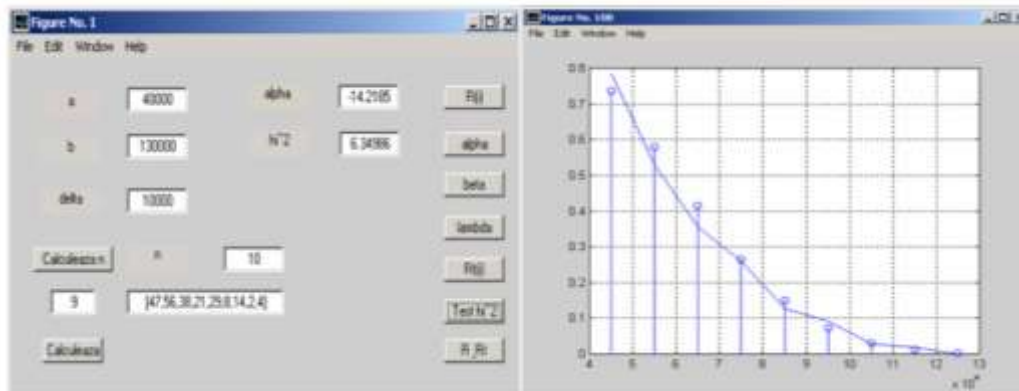 Figure No. 1
File Edit Window Help
a 40000 alpha -14.2185
b 130000 hi^2 6.34986
delta 10000
Calculeaza n n 10
9 [47,56,38,21,29,8,14,2,4]
Calculeaza
alpha
beta
lambda
Test hi^2
Figure No. 100
File Edit Window Help
0.8
0.7
0.6
0.5
0.4
0.3
0.2
0.1
0
4 5 6 7 8 9 10 11 12 13